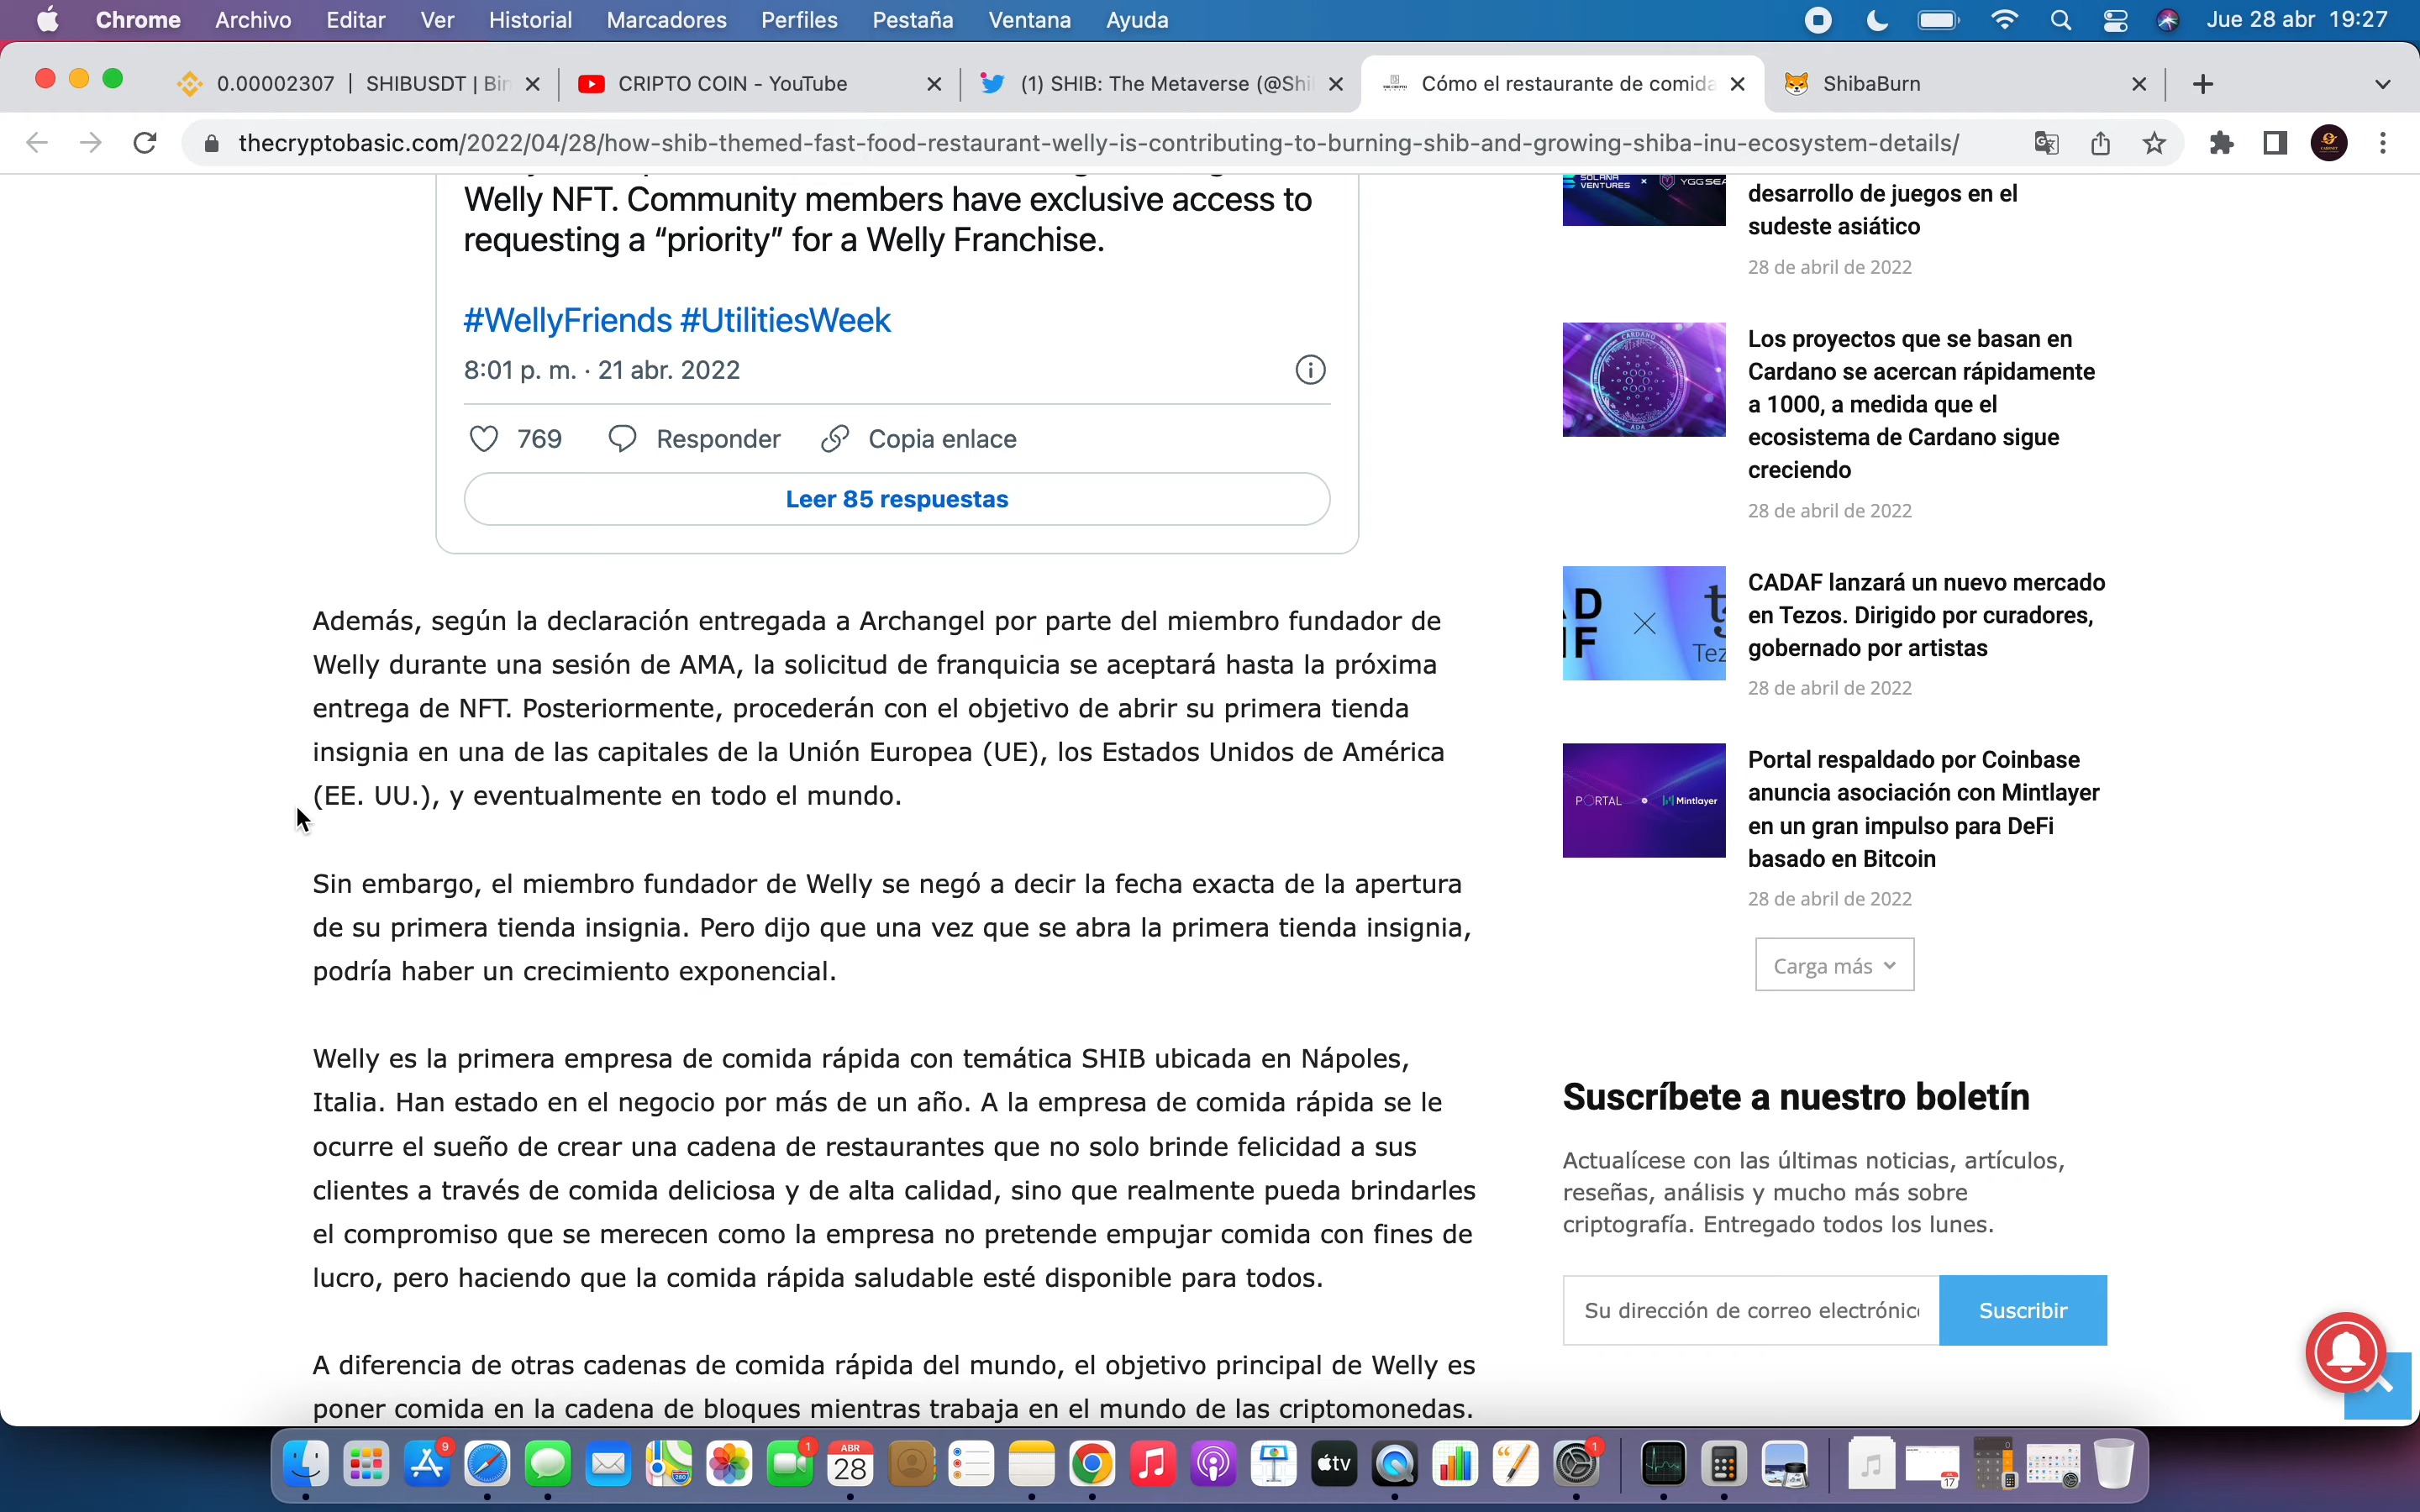 Chrome Archivo Editar Ver Historial Marcadores Perfiles Pestaña Ventana Ayuda Jue 28 abr 19:27
0.00002307 | SHIBUSDT | Bin
CRIPTO COIN - YouTube
(1) SHIB: The Metaverse (@Shi
Cómo el restaurante de comida
ShibaBurn
thecryptobasic.com/2022/04/28/how-shib-themed-fast-food-restaurant-welly-is-contributing-to-burning-shib-and-growing-shiba-inu-ecosystem-details/
Welly NFT. Community members have exclusive access to
requesting a “priority” for a Welly Franchise.
#WellyFriends #UtilitiesWeek
8:01 p. m. · 21 abr. 2022
769 Responder Copia enlace
Leer 85 respuestas
Además, según la declaración entregada a Archangel por parte del miembro fundador de
Welly durante una sesión de AMA, la solicitud de franquicia se aceptará hasta la próxima
entrega de NFT. Posteriormente, procederán con el objetivo de abrir su primera tienda
insignia en una de las capitales de la Unión Europea (UE), los Estados Unidos de América
(EE. UU.), y eventualmente en todo el mundo.
Sin embargo, el miembro fundador de Welly se negó a decir la fecha exacta de la apertura
de su primera tienda insignia. Pero dijo que una vez que se abra la primera tienda insignia,
podría haber un crecimiento exponencial.
Welly es la primera empresa de comida rápida con temática SHIB ubicada en Nápoles,
Italia. Han estado en el negocio por más de un año. A la empresa de comida rápida se le
ocurre el sueño de crear una cadena de restaurantes que no solo brinde felicidad a sus
clientes a través de comida deliciosa y de alta calidad, sino que realmente pueda brindarles
el compromiso que se merecen como la empresa no pretende empujar comida con fines de
lucro, pero haciendo que la comida rápida saludable esté disponible para todos.
A diferencia de otras cadenas de comida rápida del mundo, el objetivo principal de Welly es
poner comida en la cadena de bloques mientras trabaja en el mundo de las criptomonedas.
SOLANA
VENTURES × YGG SEA
desarrollo de juegos en el
sudeste asiático
28 de abril de 2022
CARDANO
ADA
Los proyectos que se basan en
Cardano se acercan rápidamente
a 1000, a medida que el
ecosistema de Cardano sigue
creciendo
28 de abril de 2022
Tez
CADAF lanzará un nuevo mercado
en Tezos. Dirigido por curadores,
gobernado por artistas
28 de abril de 2022
PORTAL Mintlayer
Portal respaldado por Coinbase
anuncia asociación con Mintlayer
en un gran impulso para DeFi
basado en Bitcoin
28 de abril de 2022
Carga más
Suscríbete a nuestro boletín
Actualícese con las últimas noticias, artículos,
reseñas, análisis y mucho más sobre
criptografía. Entregado todos los lunes.
Su dirección de correo electrónic
Suscribir
9
280
1
ABR
28
tv
1
17